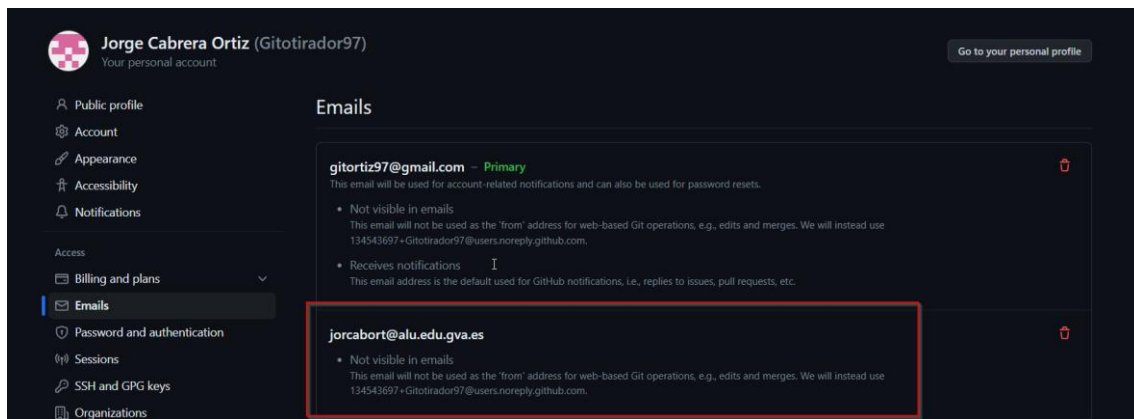 Jorge Cabrera Ortiz (Gitotirador97)
Your personal account
Go to your personal profile
Public profile
Account
Appearance
Accessibility
Notifications
Access
Billing and plans
Emails
Password and authentication
Sessions
SSH and GPG keys
Organizations
Emails
gitortiz97@gmail.com – Primary
This email will be used for account-related notifications and can also be used for password resets.
• Not visible in emails
This email will not be used as the 'from' address for web-based Git operations, e.g., edits and merges. We will instead use
134543697+Gitotirador97@users.noreply.github.com.
• Receives notifications
This email address is the default used for GitHub notifications, i.e., replies to issues, pull requests, etc.
jorcabort@alu.edu.gva.es
• Not visible in emails
This email will not be used as the 'from' address for web-based Git operations, e.g., edits and merges. We will instead use
134543697+Gitotirador97@users.noreply.github.com.